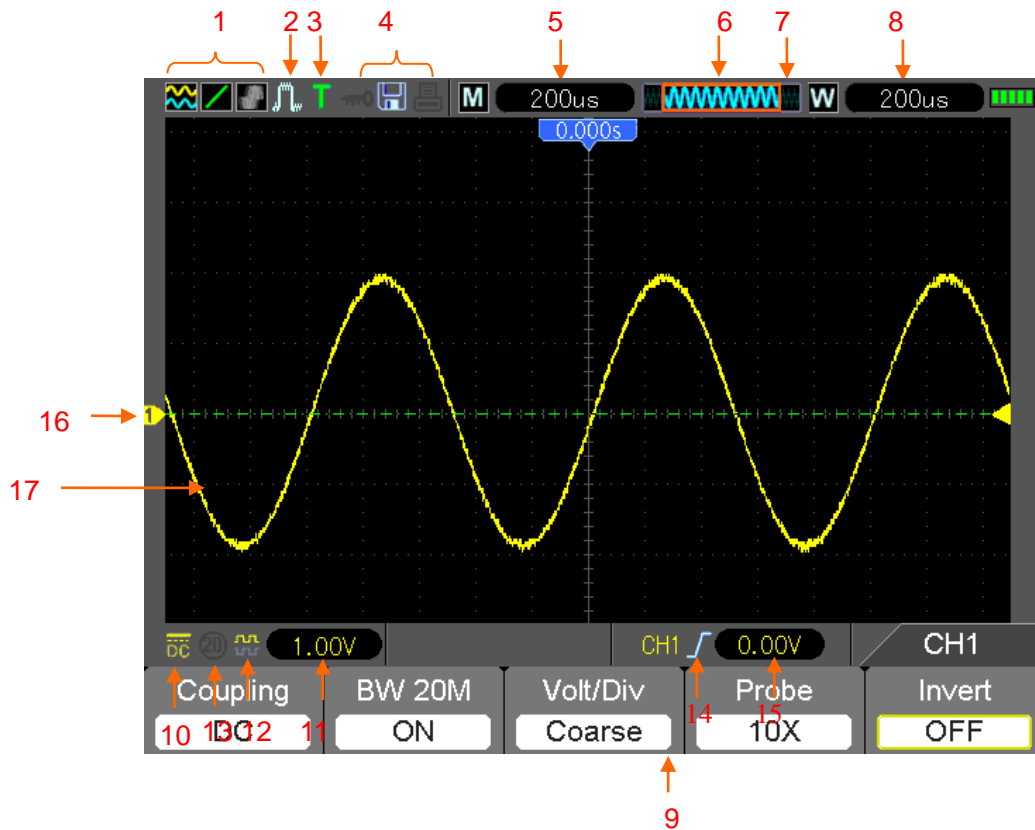 1 2 3 4 5 6 7 8
T M 200us W 200us
0.000s
16
1
17
DC 20 1.00V CH1 0.00V CH1
Coupling BW 20M Volt/Div Probe Invert
10 13 12 11 14 15
DC ON Coarse 10X OFF
9